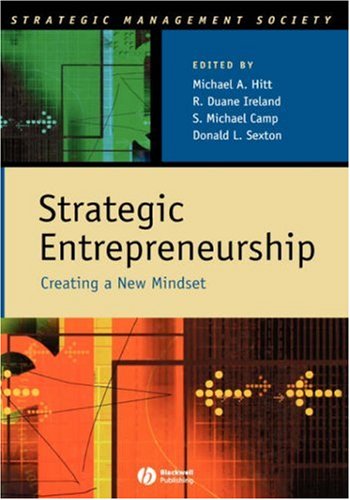 STRATEGIC MANAGEMENT SOCIETY
EDITED BY
Michael A. Hitt
R. Duane Ireland
S. Michael Camp
Donald L. Sexton
Strategic
Entrepreneurship
Creating a New Mindset
Blackwell
Publishing